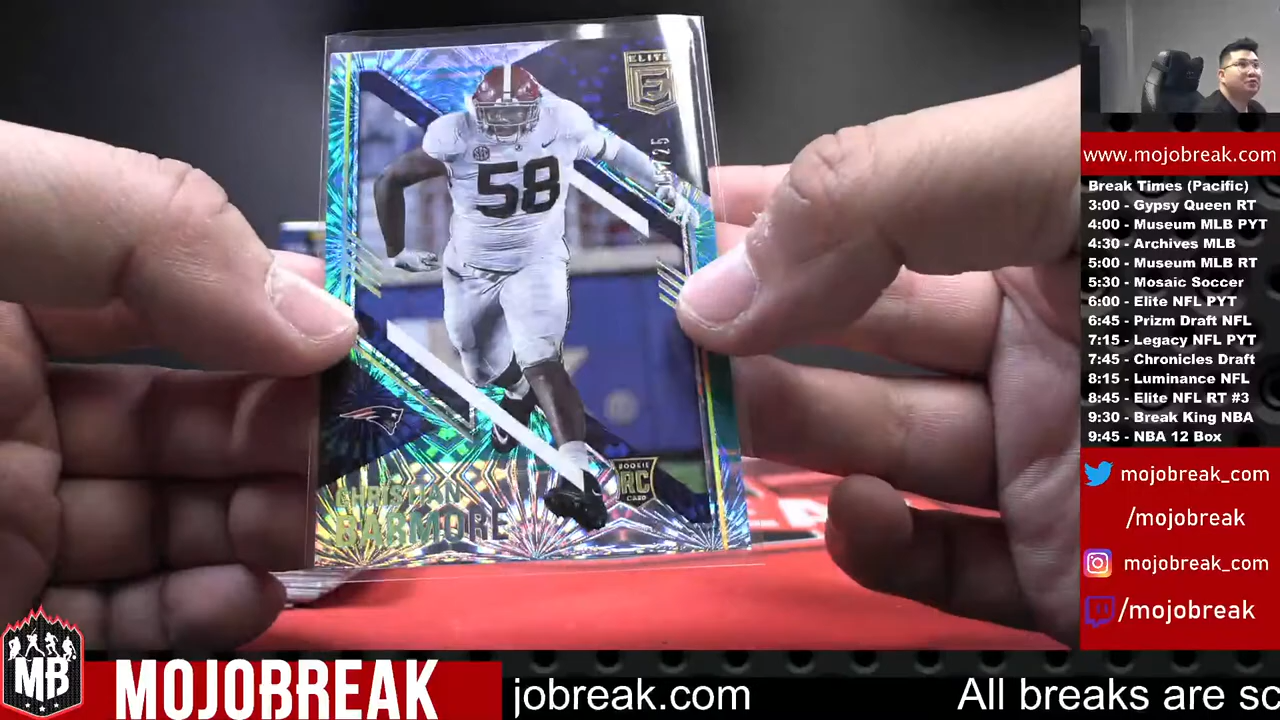 ELITE
E
58
CHRISTIAN
BARMORE
ROOKIE
RC
CARD
www.mojobreak.com
Break Times (Pacific)
3:00 - Gypsy Queen RT
4:00 - Museum MLB PYT
4:30 - Archives MLB
5:00 - Museum MLB RT
5:30 - Mosaic Soccer
6:00 - Elite NFL PYT
6:45 - Prizm Draft NFL
7:15 - Legacy NFL PYT
7:45 - Chronicles Draft
8:15 - Luminance NFL
8:45 - Elite NFL RT #3
9:30 - Break King NBA
9:45 - NBA 12 Box
mojobreak_com
/mojobreak
mojobreak_com
/mojobreak
MB
MOJOBREAK
jobreak.com
All breaks are sc